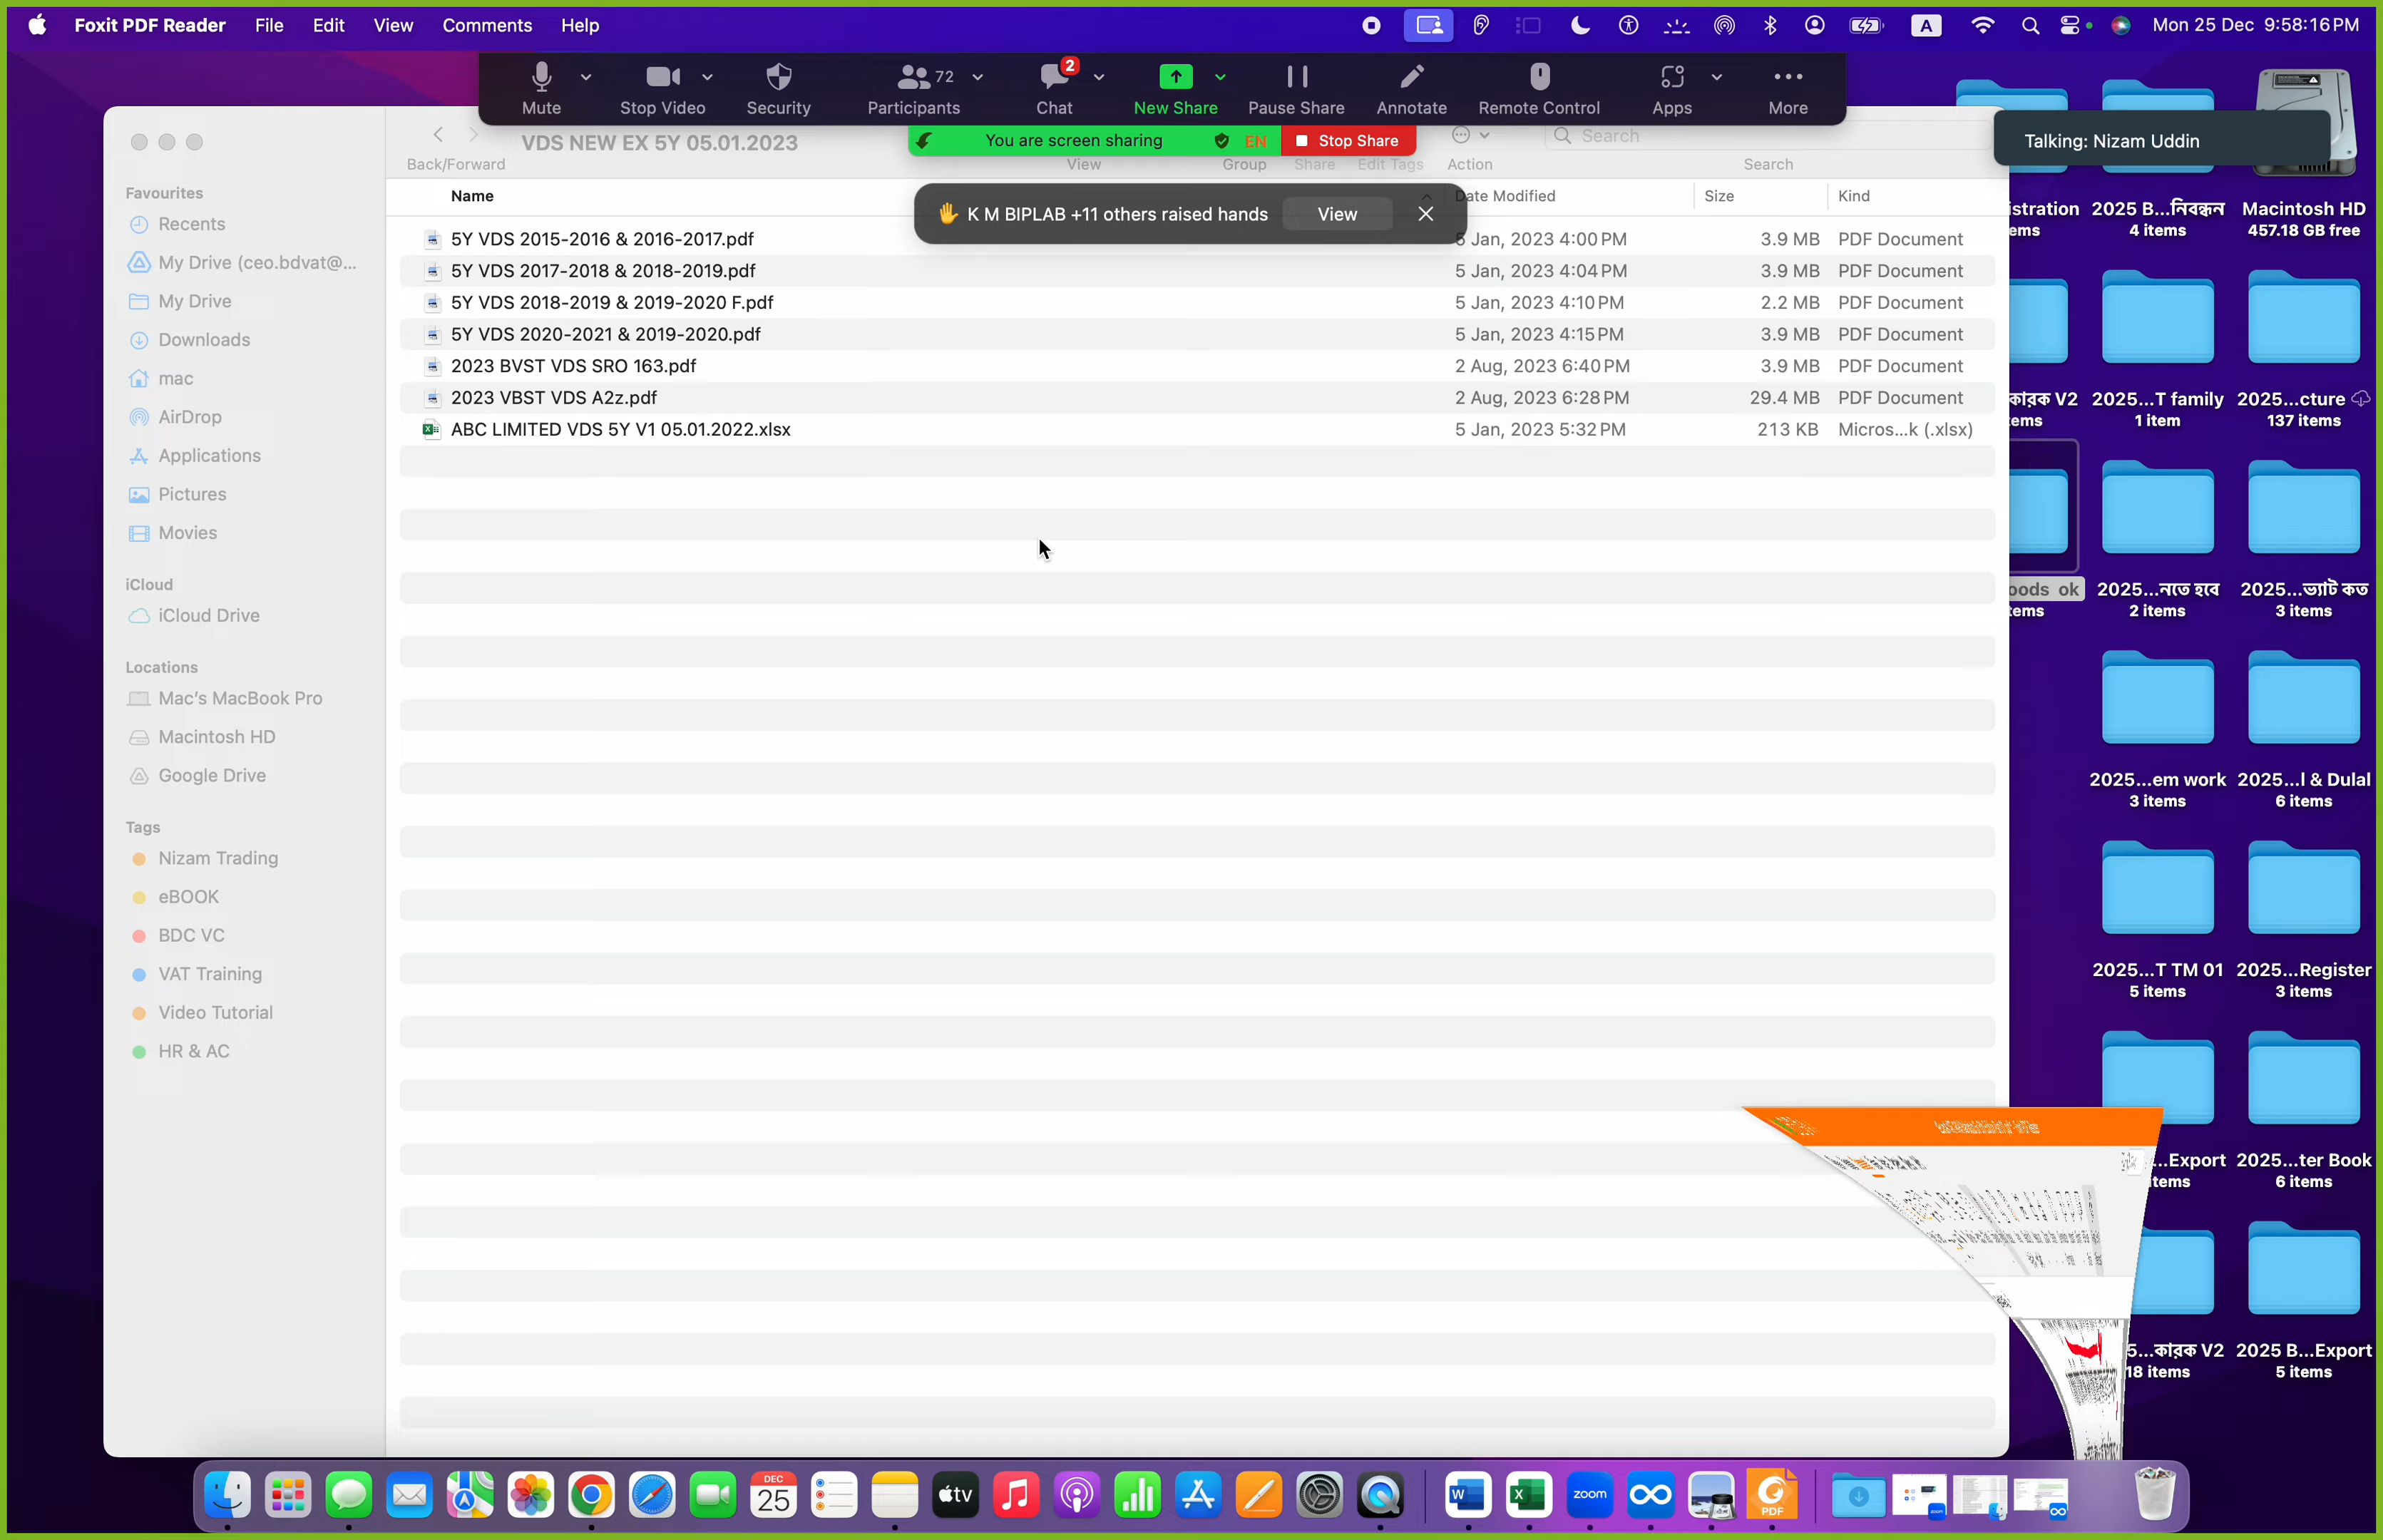 Foxit PDF Reader File Edit View Comments Help
A Mon 25 Dec 9:58:16 PM
Mute Stop Video Security 72 Participants 2 Chat New Share Pause Share Annotate Remote Control Apps More
You are screen sharing EN Stop Share
Talking: Nizam Uddin
VDS NEW EX 5Y 05.01.2023
Search
Back/Forward View Group Share Edit Tags Action Search
K M BIPLAB +11 others raised hands View
Name Date Modified Size Kind
5Y VDS 2015-2016 & 2016-2017.pdf 5 Jan, 2023 4:00 PM 3.9 MB PDF Document
5Y VDS 2017-2018 & 2018-2019.pdf 5 Jan, 2023 4:04 PM 3.9 MB PDF Document
5Y VDS 2018-2019 & 2019-2020 F.pdf 5 Jan, 2023 4:10 PM 2.2 MB PDF Document
5Y VDS 2020-2021 & 2019-2020.pdf 5 Jan, 2023 4:15 PM 3.9 MB PDF Document
2023 BVST VDS SRO 163.pdf 2 Aug, 2023 6:40 PM 3.9 MB PDF Document
2023 VBST VDS A2z.pdf 2 Aug, 2023 6:28 PM 29.4 MB PDF Document
ABC LIMITED VDS 5Y V1 05.01.2022.xlsx 5 Jan, 2023 5:32 PM 213 KB Micros...k (.xlsx)
Favourites
Recents
My Drive (ceo.bdvat@...
My Drive
Downloads
mac
AirDrop
Applications
Pictures
Movies
iCloud
iCloud Drive
Locations
Mac's MacBook Pro
Macintosh HD
Google Drive
Tags
Nizam Trading
eBOOK
BDC VC
VAT Training
Video Tutorial
HR & AC
istration 2025 B...নিবন্ধন Macintosh HD
ems 4 items 457.18 GB free
কারক V2 2025...T family 2025...cture
ems 1 item 137 items
oods ok 2025...নতে হবে 2025...ভ্যাট কত
tems 2 items 3 items
2025...em work 2025...l & Dulal
3 items 6 items
2025...T TM 01 2025...Register
5 items 3 items
...Export 2025...ter Book
items 6 items
5...কারক V2 2025 B...Export
18 items 5 items
DEC
25
tv
W
X
zoom
PDF
zoom